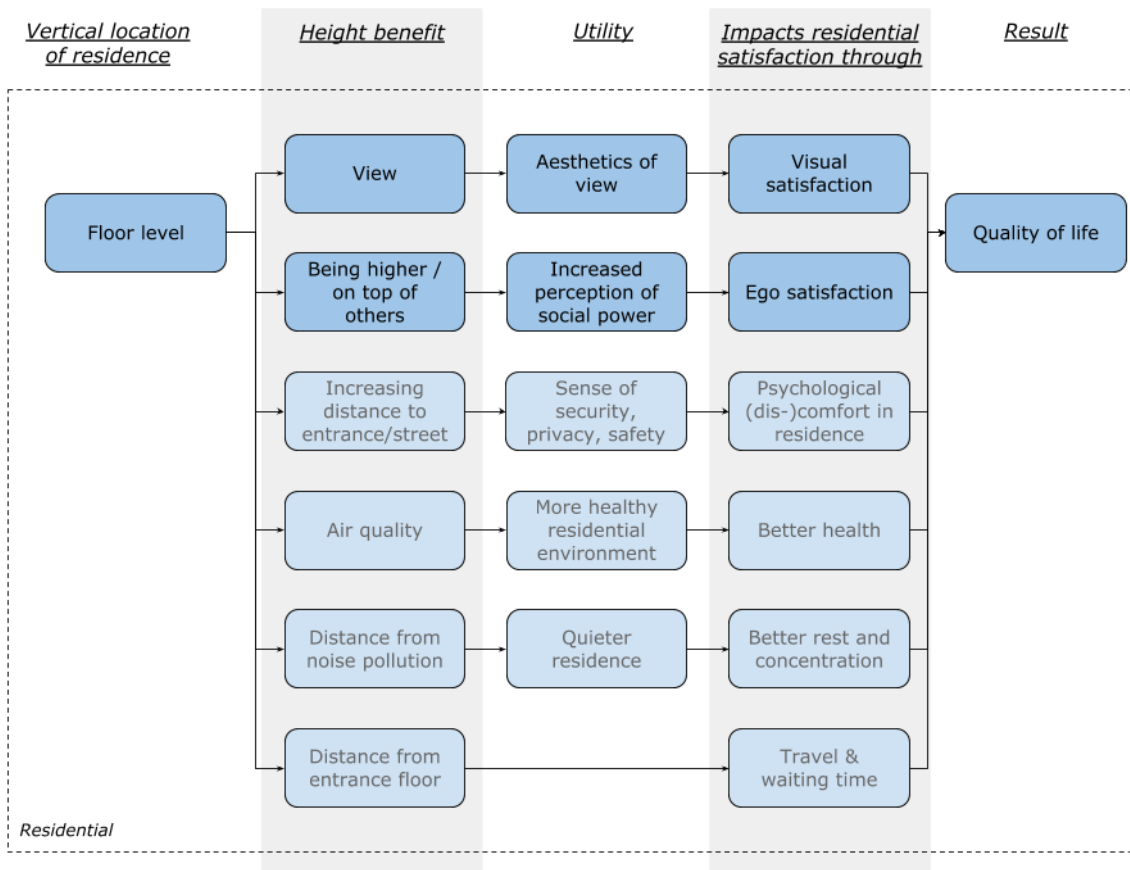 Vertical location
of residence
Height benefit
Utility
Impacts residential
satisfaction through
Result
View
Aesthetics of
view
Visual
satisfaction
Floor level
Quality of life
Being higher /
on top of
others
Increased
perception of
social power
Ego satisfaction
Increasing
distance to
entrance/street
Sense of
security,
privacy, safety
Psychological
(dis-)comfort in
residence
Air quality
More healthy
residential
environment
Better health
Distance from
noise pollution
Quieter
residence
Better rest and
concentration
Distance from
entrance floor
Travel &
waiting time
Residential